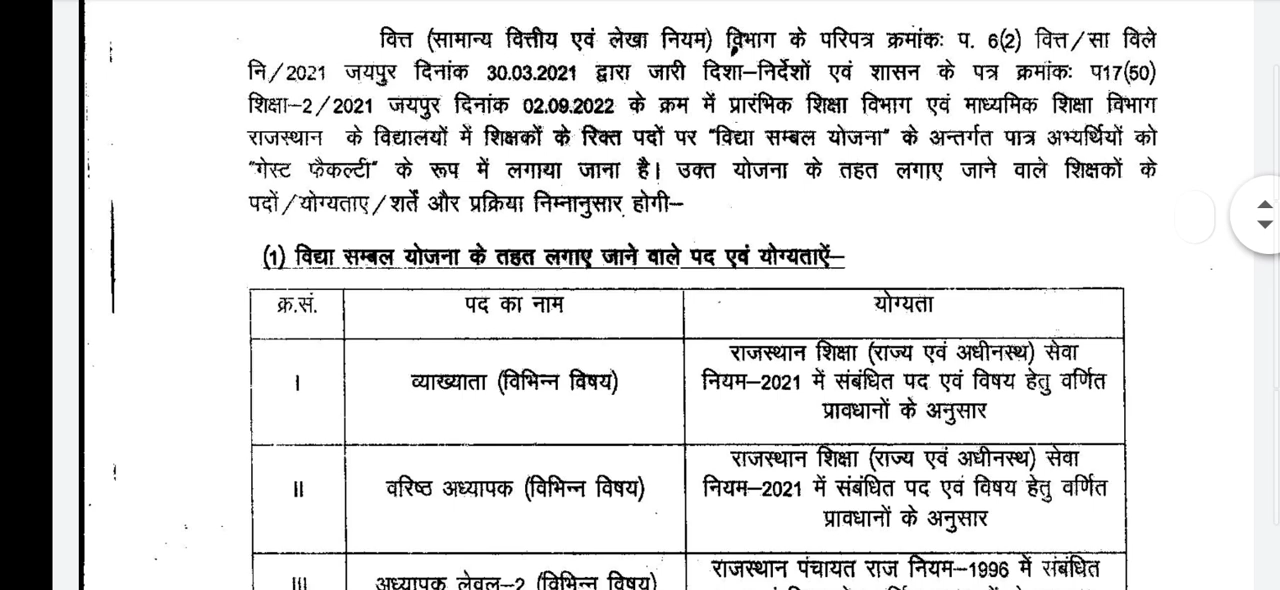 वित्त (सामान्य वित्तीय एवं लेखा नियम) विभाग के परिपत्र क्रमांकः प. 6(2) वित्त/सा विले
नि/2021 जयपुर दिनांक 30.03.2021 द्वारा जारी दिशा–निर्देशों एवं शासन के पत्र क्रमांकः प17(50)
शिक्षा–2/2021 जयपुर दिनांक 02.09.2022 के क्रम में प्रारंभिक शिक्षा विभाग एवं माध्यमिक शिक्षा विभाग
राजस्थान के विद्यालयों में शिक्षकों के रिक्त पदों पर "विद्या सम्बल योजना" के अन्तर्गत पात्र अभ्यर्थियों को
"गेस्ट फैकल्टी" के रूप में लगाया जाना है। उक्त योजना के तहत लगाए जाने वाले शिक्षकों के
पदों/योग्यताए/शर्तें और प्रक्रिया निम्नानुसार होगी–
(1) विद्या सम्बल योजना के तहत लगाए जाने वाले पद एवं योग्यताऐं–
क्र.सं. पद का नाम योग्यता
राजस्थान शिक्षा (राज्य एवं अधीनस्थ) सेवा
I व्याख्याता (विभिन्न विषय) नियम–2021 में संबंधित पद एवं विषय हेतु वर्णित
प्रावधानों के अनुसार
राजस्थान शिक्षा (राज्य एवं अधीनस्थ) सेवा
II वरिष्ठ अध्यापक (विभिन्न विषय) नियम–2021 में संबंधित पद एवं विषय हेतु वर्णित
प्रावधानों के अनुसार
राजस्थान पंचायत राज नियम–1996 में संबंधित
III अध्यापक लेवल–2 (विभिन्न विषय)